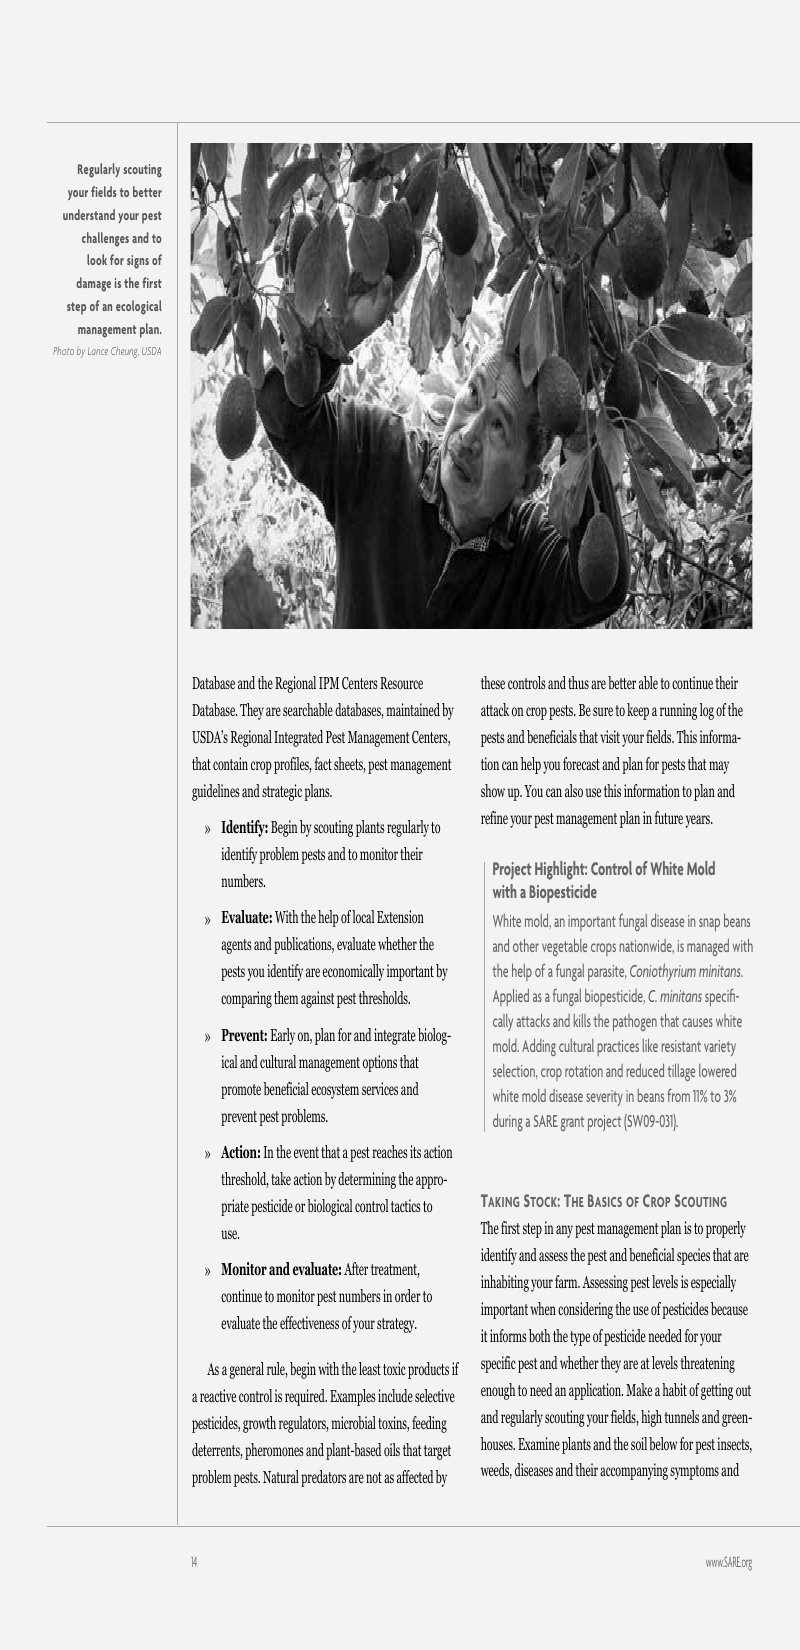 Regularly scouting
your fields to better
understand your pest
challenges and to
look for signs of
damage is the first
step of an ecological
management plan.
Photo by Lance Cheung, USDA
Database and the Regional IPM Centers Resource
Database. They are searchable databases, maintained by
USDA's Regional Integrated Pest Management Centers,
that contain crop profiles, fact sheets, pest management
guidelines and strategic plans.
» Identify: Begin by scouting plants regularly to
identify problem pests and to monitor their
numbers.
» Evaluate: With the help of local Extension
agents and publications, evaluate whether the
pests you identify are economically important by
comparing them against pest thresholds.
» Prevent: Early on, plan for and integrate biolog-
ical and cultural management options that
promote beneficial ecosystem services and
prevent pest problems.
» Action: In the event that a pest reaches its action
threshold, take action by determining the appro-
priate pesticide or biological control tactics to
use.
» Monitor and evaluate: After treatment,
continue to monitor pest numbers in order to
evaluate the effectiveness of your strategy.
As a general rule, begin with the least toxic products if
a reactive control is required. Examples include selective
pesticides, growth regulators, microbial toxins, feeding
deterrents, pheromones and plant-based oils that target
problem pests. Natural predators are not as affected by
these controls and thus are better able to continue their
attack on crop pests. Be sure to keep a running log of the
pests and beneficials that visit your fields. This informa-
tion can help you forecast and plan for pests that may
show up. You can also use this information to plan and
refine your pest management plan in future years.
Project Highlight: Control of White Mold
with a Biopesticide
White mold, an important fungal disease in snap beans
and other vegetable crops nationwide, is managed with
the help of a fungal parasite, Coniothyrium minitans.
Applied as a fungal biopesticide, C. minitans specifi-
cally attacks and kills the pathogen that causes white
mold. Adding cultural practices like resistant variety
selection, crop rotation and reduced tillage lowered
white mold disease severity in beans from 11% to 3%
during a SARE grant project (SW09-031).
Taking Stock: The Basics of Crop Scouting
The first step in any pest management plan is to properly
identify and assess the pest and beneficial species that are
inhabiting your farm. Assessing pest levels is especially
important when considering the use of pesticides because
it informs both the type of pesticide needed for your
specific pest and whether they are at levels threatening
enough to need an application. Make a habit of getting out
and regularly scouting your fields, high tunnels and green-
houses. Examine plants and the soil below for pest insects,
weeds, diseases and their accompanying symptoms and
14
www.SARE.org